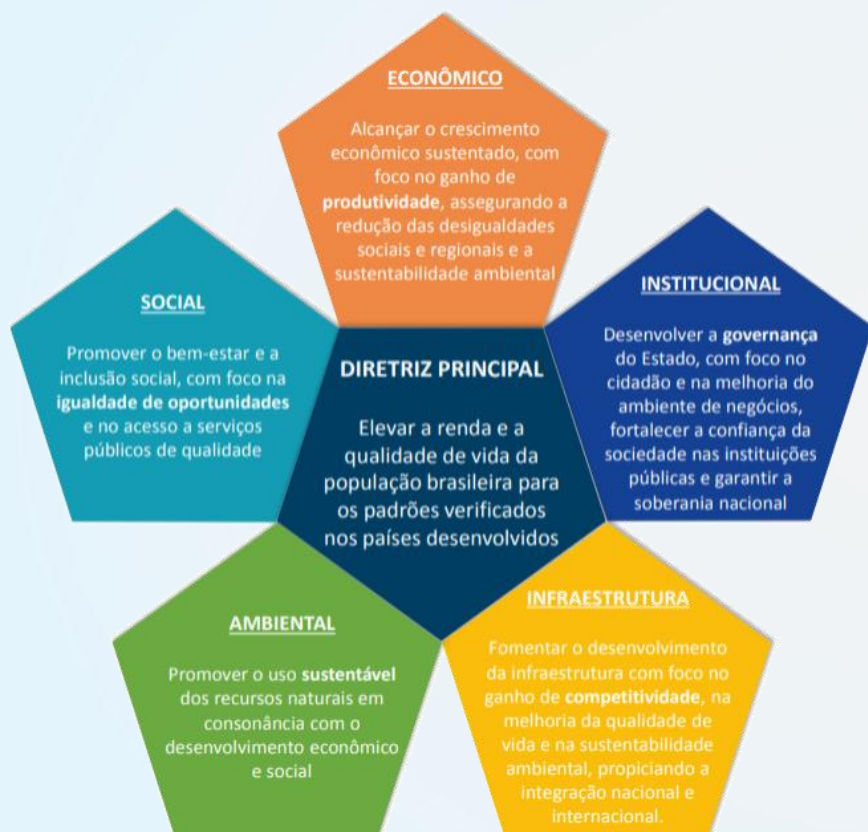 ECONÔMICO
Alcançar o crescimento
econômico sustentado, com
foco no ganho de
produtividade, assegurando a
redução das desigualdades
sociais e regionais e a
sustentabilidade ambiental
SOCIAL
Promover o bem-estar e a
inclusão social, com foco na
igualdade de oportunidades
e no acesso a serviços
públicos de qualidade
DIRETRIZ PRINCIPAL
Elevar a renda e a
qualidade de vida da
população brasileira para
os padrões verificados
nos países desenvolvidos
INSTITUCIONAL
Desenvolver a governança
do Estado, com foco no
cidadão e na melhoria do
ambiente de negócios,
fortalecer a confiança da
sociedade nas instituições
públicas e garantir a
soberania nacional
AMBIENTAL
Promover o uso sustentável
dos recursos naturais em
consonância com o
desenvolvimento econômico
e social
INFRAESTRUTURA
Fomentar o desenvolvimento
da infraestrutura com foco no
ganho de competitividade, na
melhoria da qualidade de
vida e na sustentabilidade
ambiental, propiciando a
integração nacional e
internacional.